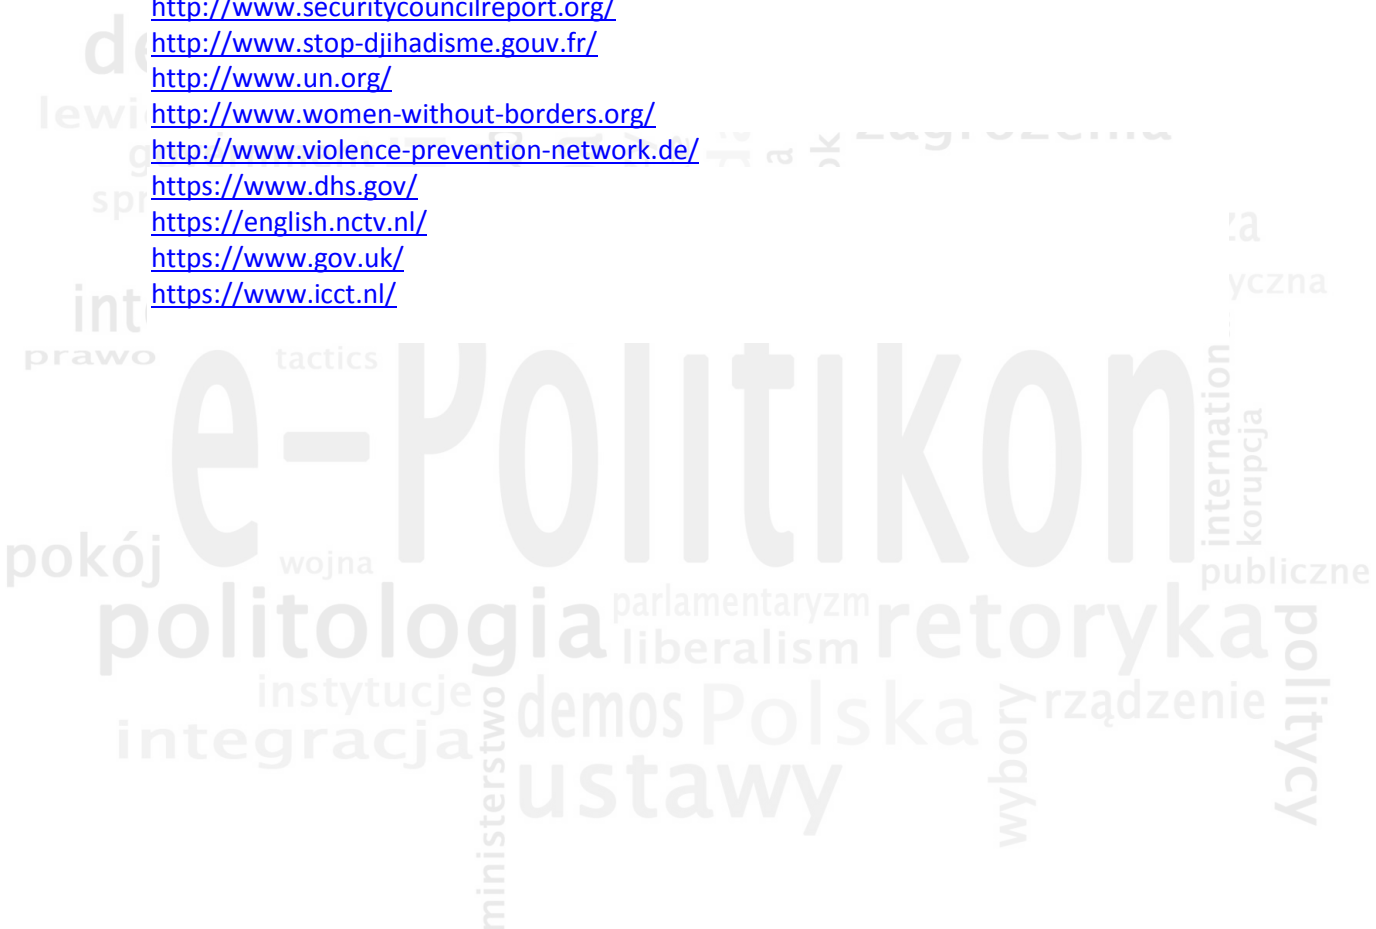 http://www.securitycouncilreport.org/
http://www.stop-djihadisme.gouv.fr/
http://www.un.org/
http://www.women-without-borders.org/
http://www.violence-prevention-network.de/
https://www.dhs.gov/
https://english.nctv.nl/
https://www.gov.uk/
https://www.icct.nl/
zagrożenia
prawo
tactics
e-Politikon
internation
korupcja
pokój
wojna
publiczne
politologia
parlamentaryzm
liberalism
retoryka
politycy
instytucje
integracja
ministerstwo
demos
Polska
wybory
rządzenie
ustawy